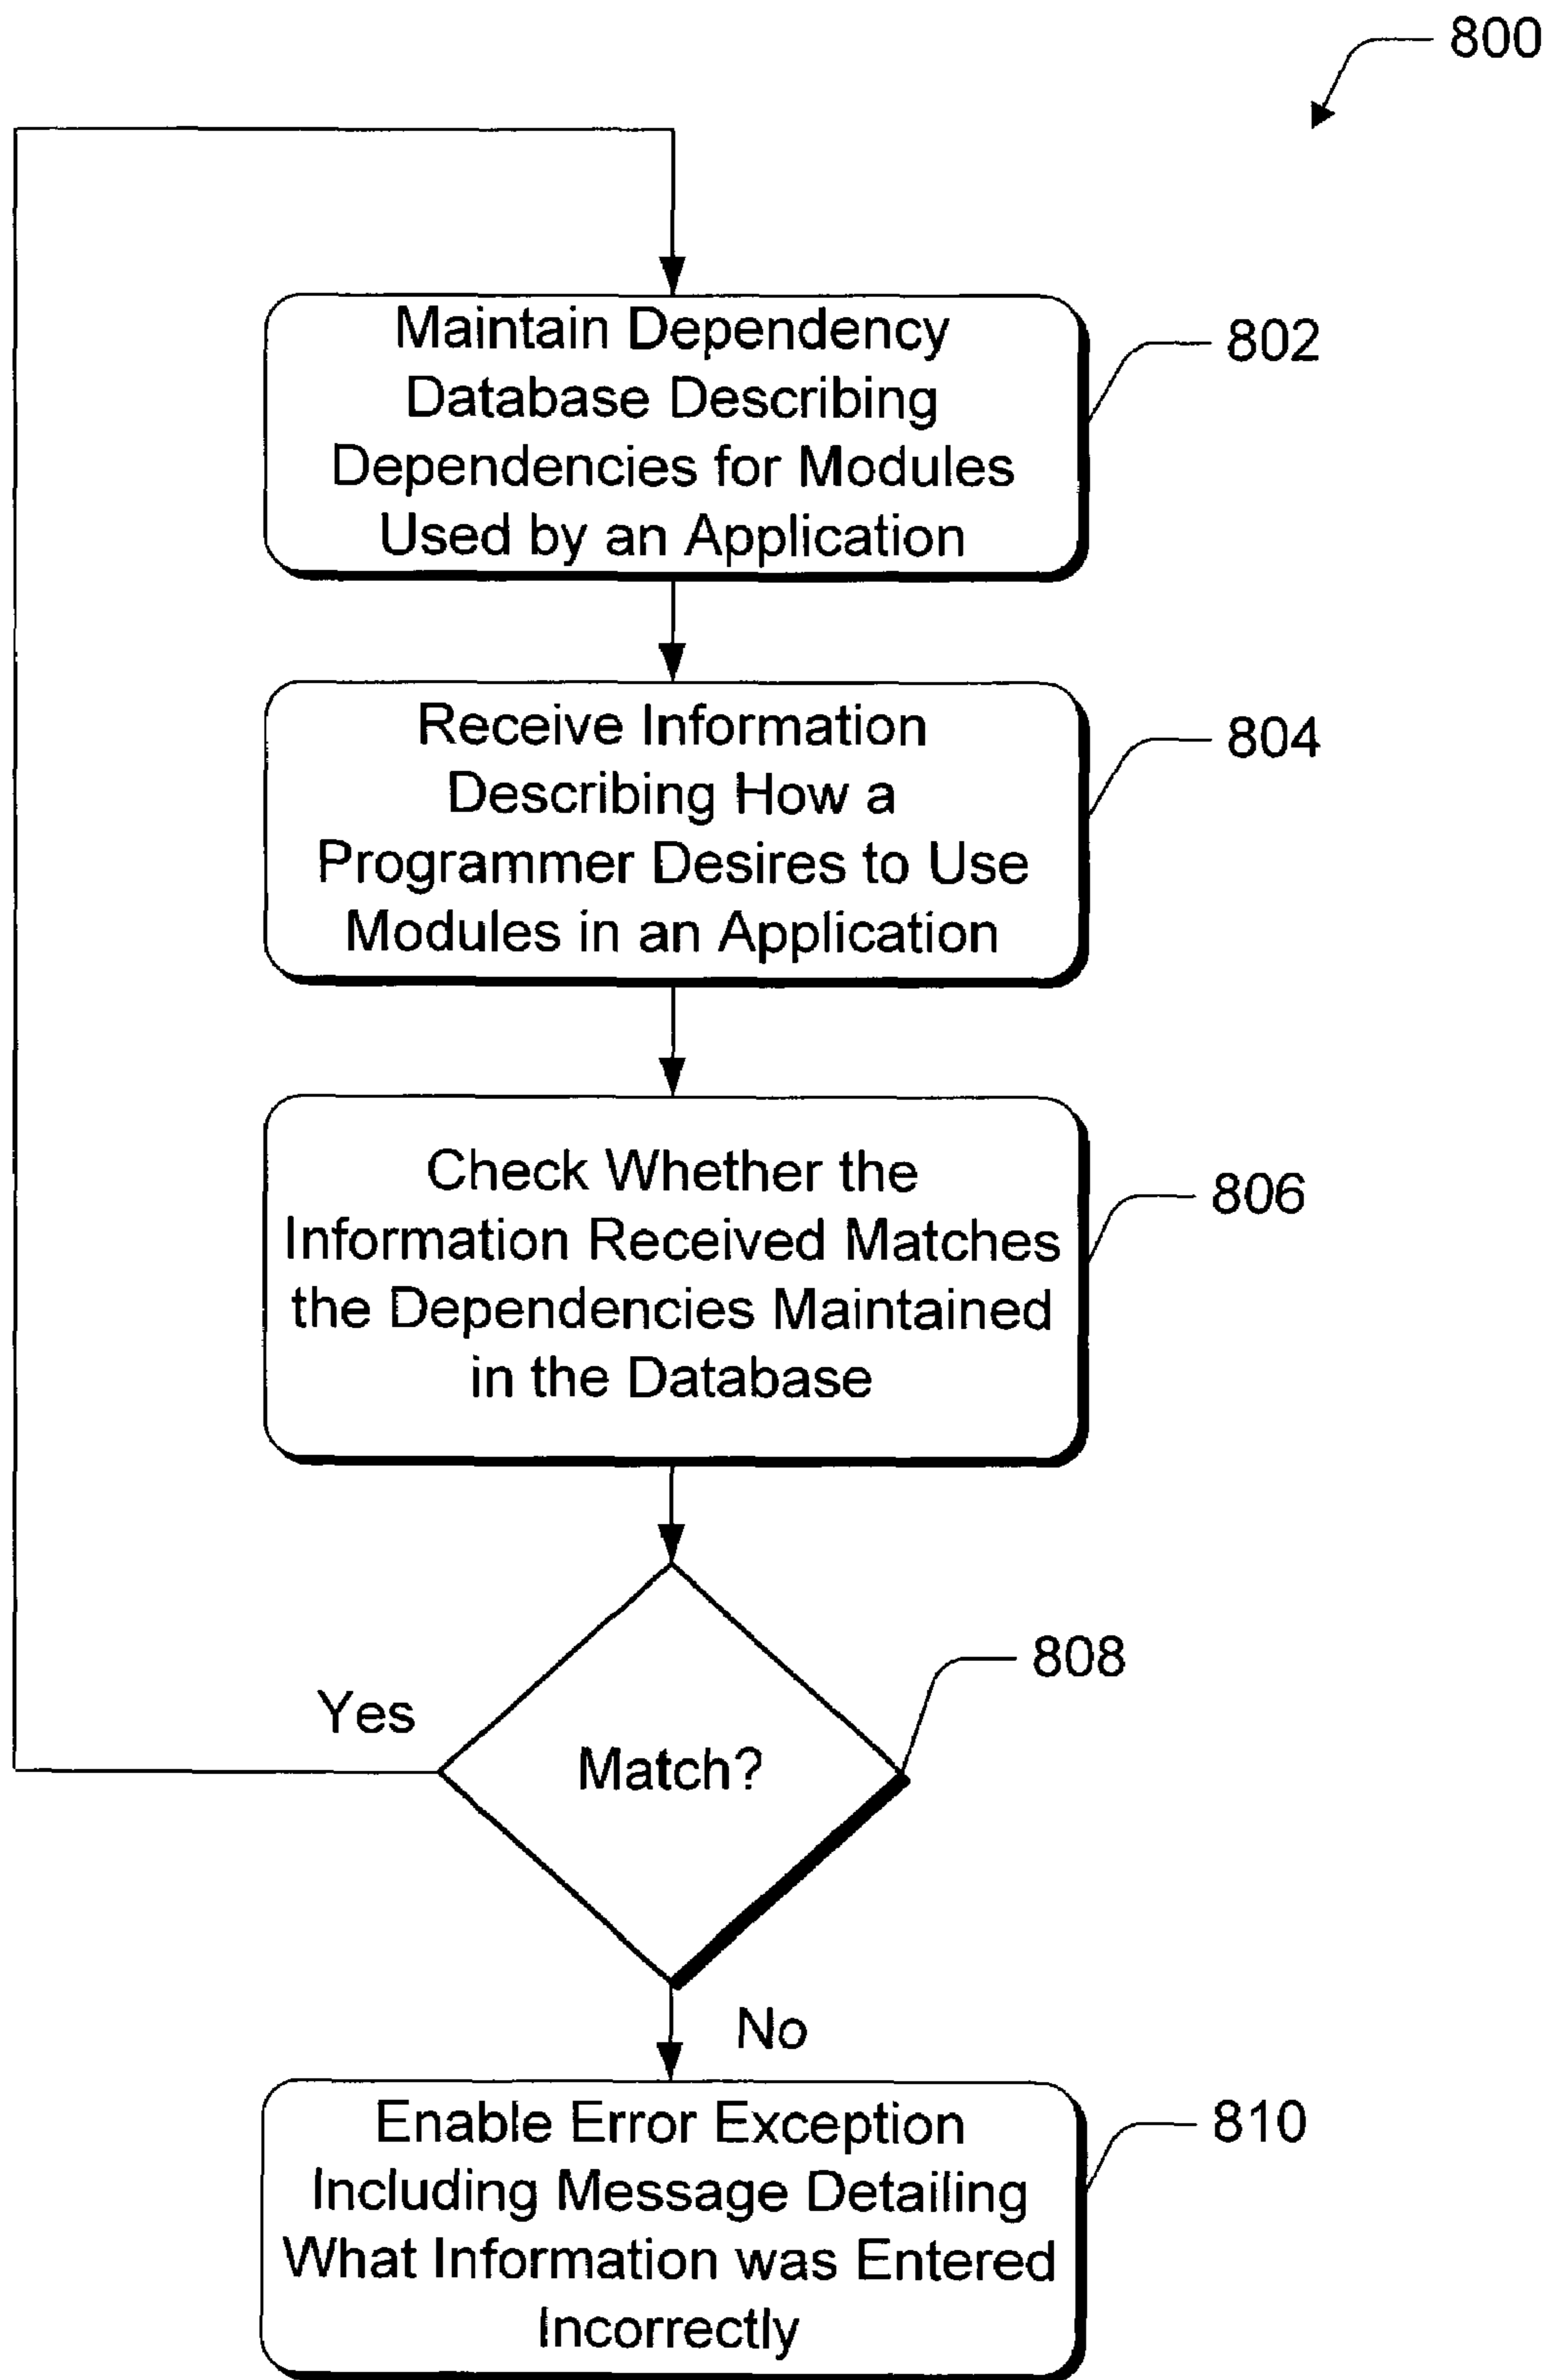 800
Maintain Dependency
Database Describing
Dependencies for Modules
Used by an Application
802
Receive Information
Describing How a
Programmer Desires to Use
Modules in an Application
804
Check Whether the
Information Received Matches
the Dependencies Maintained
in the Database
806
808
Yes
Match?
No
Enable Error Exception
Including Message Detailing
What Information was Entered
Incorrectly
810